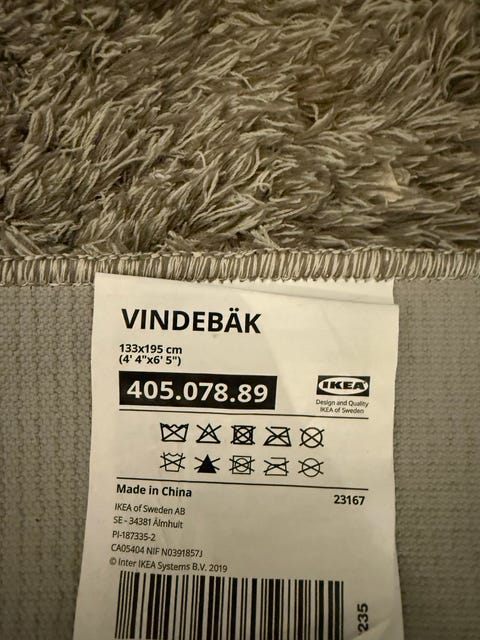 VINDEBÄK
133x195 cm
(4' 4"x6' 5")
405.078.89
IKEA
Design and Quality
IKEA of Sweden
Made in China
23167
IKEA of Sweden AB
SE - 34381 Älmhult
PI-187335-2
CA05404 NIF N0391857J
© Inter IKEA Systems B.V. 2019
235